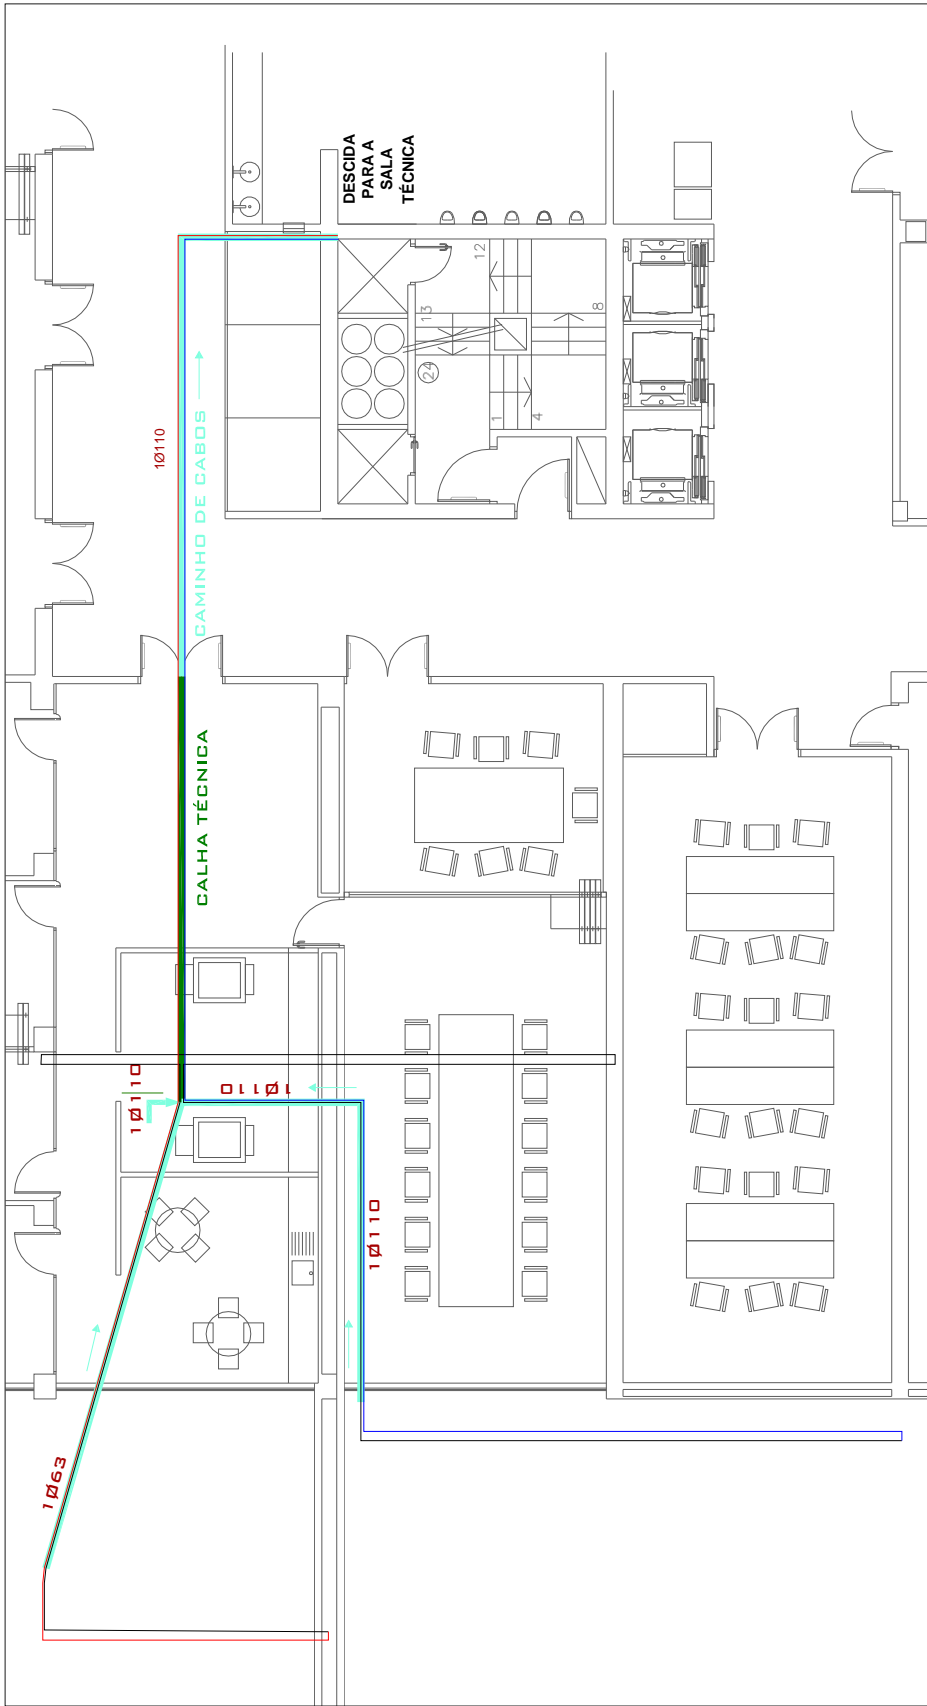 DESCIDA
PARA A
SALA
TÉCNICA
12
13
8
24
1
4
1Ø110
CAMINHO DE CABOS
CALHA TÉCNICA
1Ø110
1Ø110
1Ø110
1Ø63